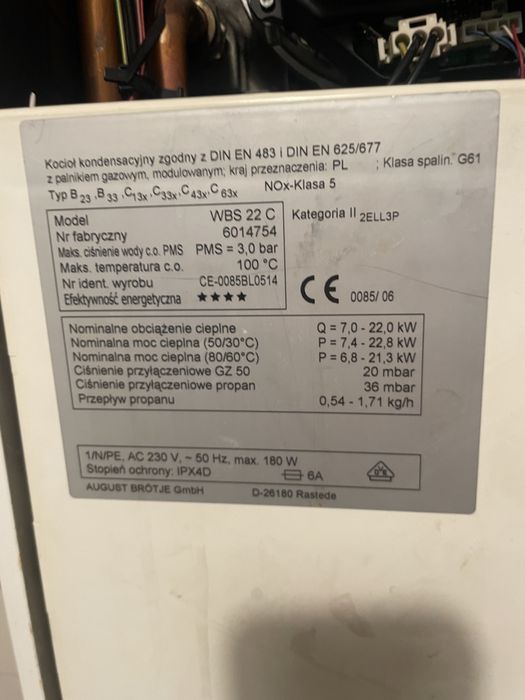 Kocioł kondensacyjny zgodny z DIN EN 483 i DIN EN 625/677
z palnikiem gazowym, modulowanym; kraj przeznaczenia: PL ; Klasa spalin. G61
Typ B23, B33, C13x, C33x, C43x, C63x NOx-Klasa 5
Model WBS 22 C Kategoria II 2ELL3P
Nr fabryczny 6014754
Maks. ciśnienie wody c.o. PMS PMS = 3,0 bar
Maks. temperatura c.o. 100 °C
Nr ident. wyrobu CE-0085BL0514
Efektywność energetyczna ★★★★
CE 0085/ 06
Nominalne obciążenie cieplne Q = 7,0 - 22,0 kW
Nominalna moc cieplna (50/30°C) P = 7,4 - 22,8 kW
Nominalna moc cieplna (80/60°C) P = 6,8 - 21,3 kW
Ciśnienie przyłączeniowe GZ 50 20 mbar
Ciśnienie przyłączeniowe propan 36 mbar
Przepływ propanu 0,54 - 1,71 kg/h
1/N/PE, AC 230 V, ~ 50 Hz, max. 180 W
Stopień ochrony: IPX4D 6A
AUGUST BRÖTJE GmbH D-26180 Rastede